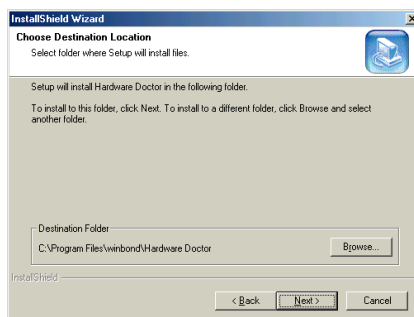 InstallShield Wizard
Choose Destination Location
Select folder where Setup will install files.
Setup will install Hardware Doctor in the following folder.
To install to this folder, click Next. To install to a different folder, click Browse and select
another folder.
Destination Folder
C:\Program Files\winbond\Hardware Doctor
Browse...
InstallShield
< Back
Next >
Cancel